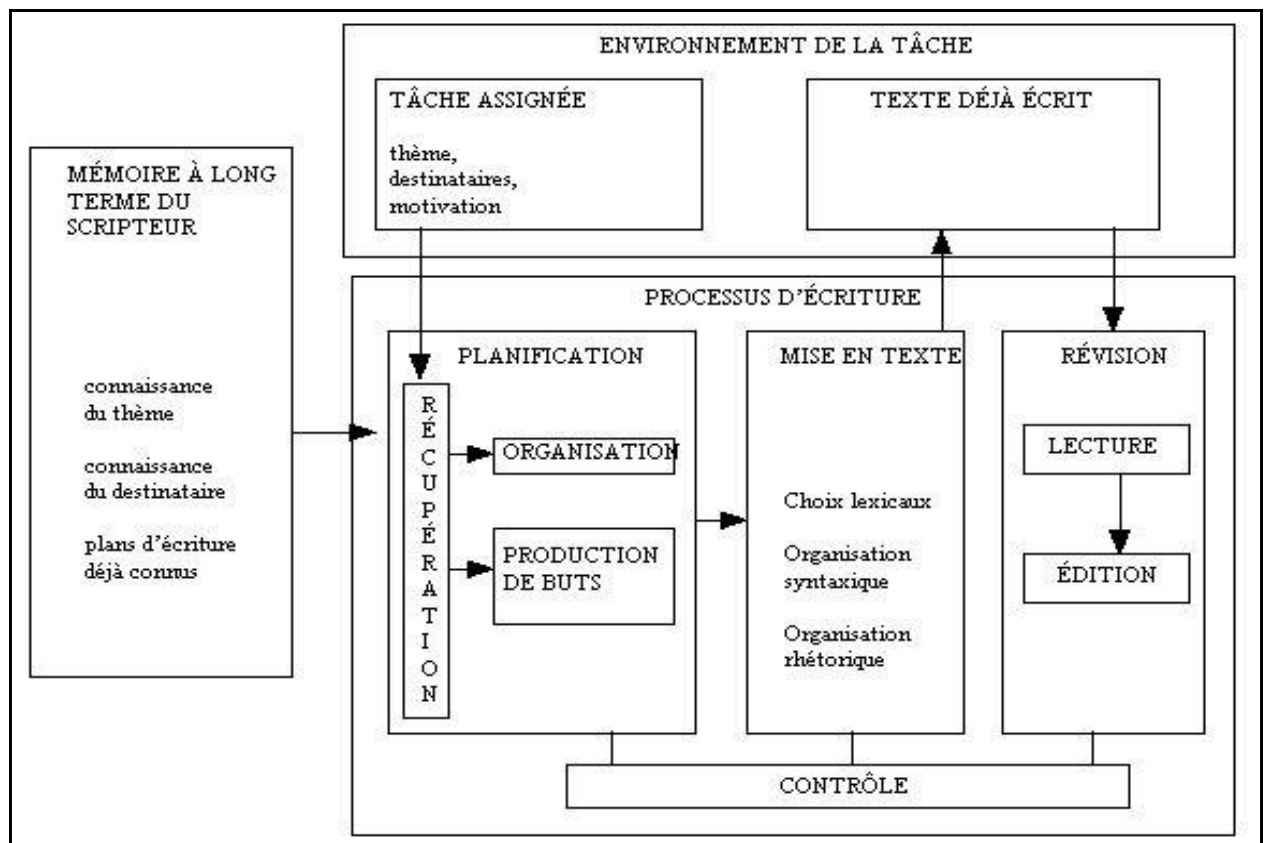 ENVIRONNEMENT DE LA TÂCHE
TÂCHE ASSIGNÉE
thème,
destinataires,
motivation
TEXTE DÉJÀ ÉCRIT
MÉMOIRE À LONG
TERME DU
SCRIPTEUR
connaissance
du thème
connaissance
du destinataire
plans d'écriture
déjà connus
PROCESSUS D'ÉCRITURE
PLANIFICATION
RÉCUPÉRATION
ORGANISATION
PRODUCTION
DE BUTS
MISE EN TEXTE
Choix lexicaux
Organisation
syntaxique
Organisation
rhétorique
RÉVISION
LECTURE
ÉDITION
CONTRÔLE